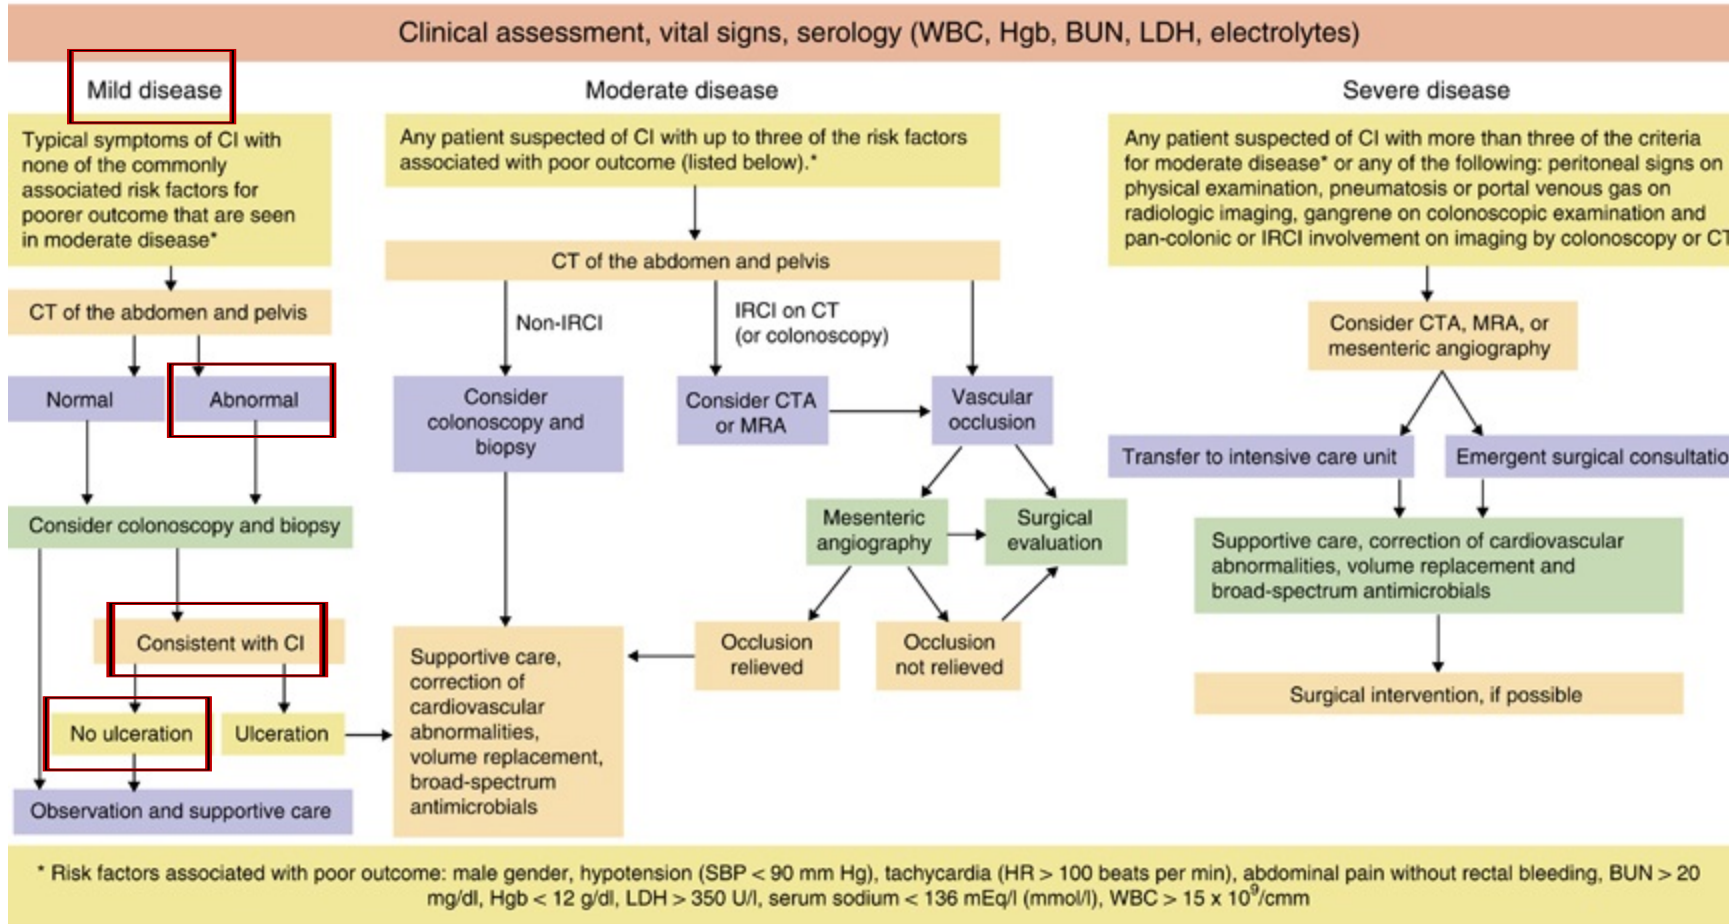 Clinical assessment, vital signs, serology (WBC, Hgb, BUN, LDH, electrolytes)
Mild disease
Typical symptoms of CI with
none of the commonly
associated risk factors for
poorer outcome that are seen
in moderate disease*
CT of the abdomen and pelvis
Normal
Abnormal
Consider colonoscopy and biopsy
Consistent with CI
No ulceration
Ulceration
Observation and supportive care
Moderate disease
Any patient suspected of CI with up to three of the risk factors
associated with poor outcome (listed below).*
CT of the abdomen and pelvis
Non-IRCI
IRCI on CT
(or colonoscopy)
Consider
colonoscopy and
biopsy
Consider CTA
or MRA
Vascular
occlusion
Mesenteric
angiography
Surgical
evaluation
Occlusion
relieved
Occlusion
not relieved
Supportive care,
correction of
cardiovascular
abnormalities,
volume replacement,
broad-spectrum
antimicrobials
Severe disease
Any patient suspected of CI with more than three of the criteria
for moderate disease* or any of the following: peritoneal signs on
physical examination, pneumatosis or portal venous gas on
radiologic imaging, gangrene on colonoscopic examination and
pan-colonic or IRCI involvement on imaging by colonoscopy or CT
Consider CTA, MRA, or
mesenteric angiography
Transfer to intensive care unit
Emergent surgical consultatio
Supportive care, correction of cardiovascular
abnormalities, volume replacement and
broad-spectrum antimicrobials
Surgical intervention, if possible
* Risk factors associated with poor outcome: male gender, hypotension (SBP < 90 mm Hg), tachycardia (HR > 100 beats per min), abdominal pain without rectal bleeding, BUN > 20
mg/dl, Hgb < 12 g/dl, LDH > 350 U/l, serum sodium < 136 mEq/l (mmol/l), WBC > 15 x 10⁹/cmm